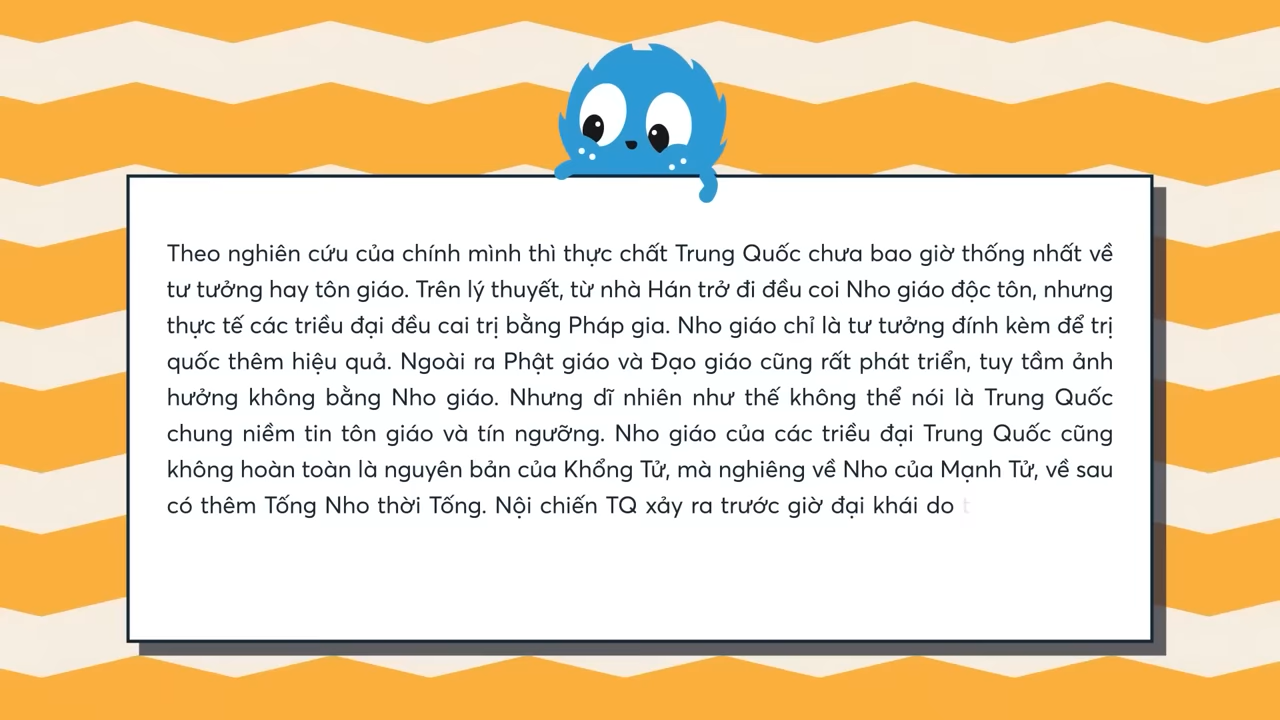 Theo nghiên cứu của chính mình thì thực chất Trung Quốc chưa bao giờ thống nhất về
tư tưởng hay tôn giáo. Trên lý thuyết, từ nhà Hán trở đi đều coi Nho giáo độc tôn, nhưng
thực tế các triều đại đều cai trị bằng Pháp gia. Nho giáo chỉ là tư tưởng đính kèm để trị
quốc thêm hiệu quả. Ngoài ra Phật giáo và Đạo giáo cũng rất phát triển, tuy tầm ảnh
hưởng không bằng Nho giáo. Nhưng dĩ nhiên như thế không thể nói là Trung Quốc
chung niềm tin tôn giáo và tín ngưỡng. Nho giáo của các triều đại Trung Quốc cũng
không hoàn toàn là nguyên bản của Khổng Tử, mà nghiêng về Nho của Mạnh Tử, về sau
có thêm Tống Nho thời Tống. Nội chiến TQ xảy ra trước giờ đại khái do